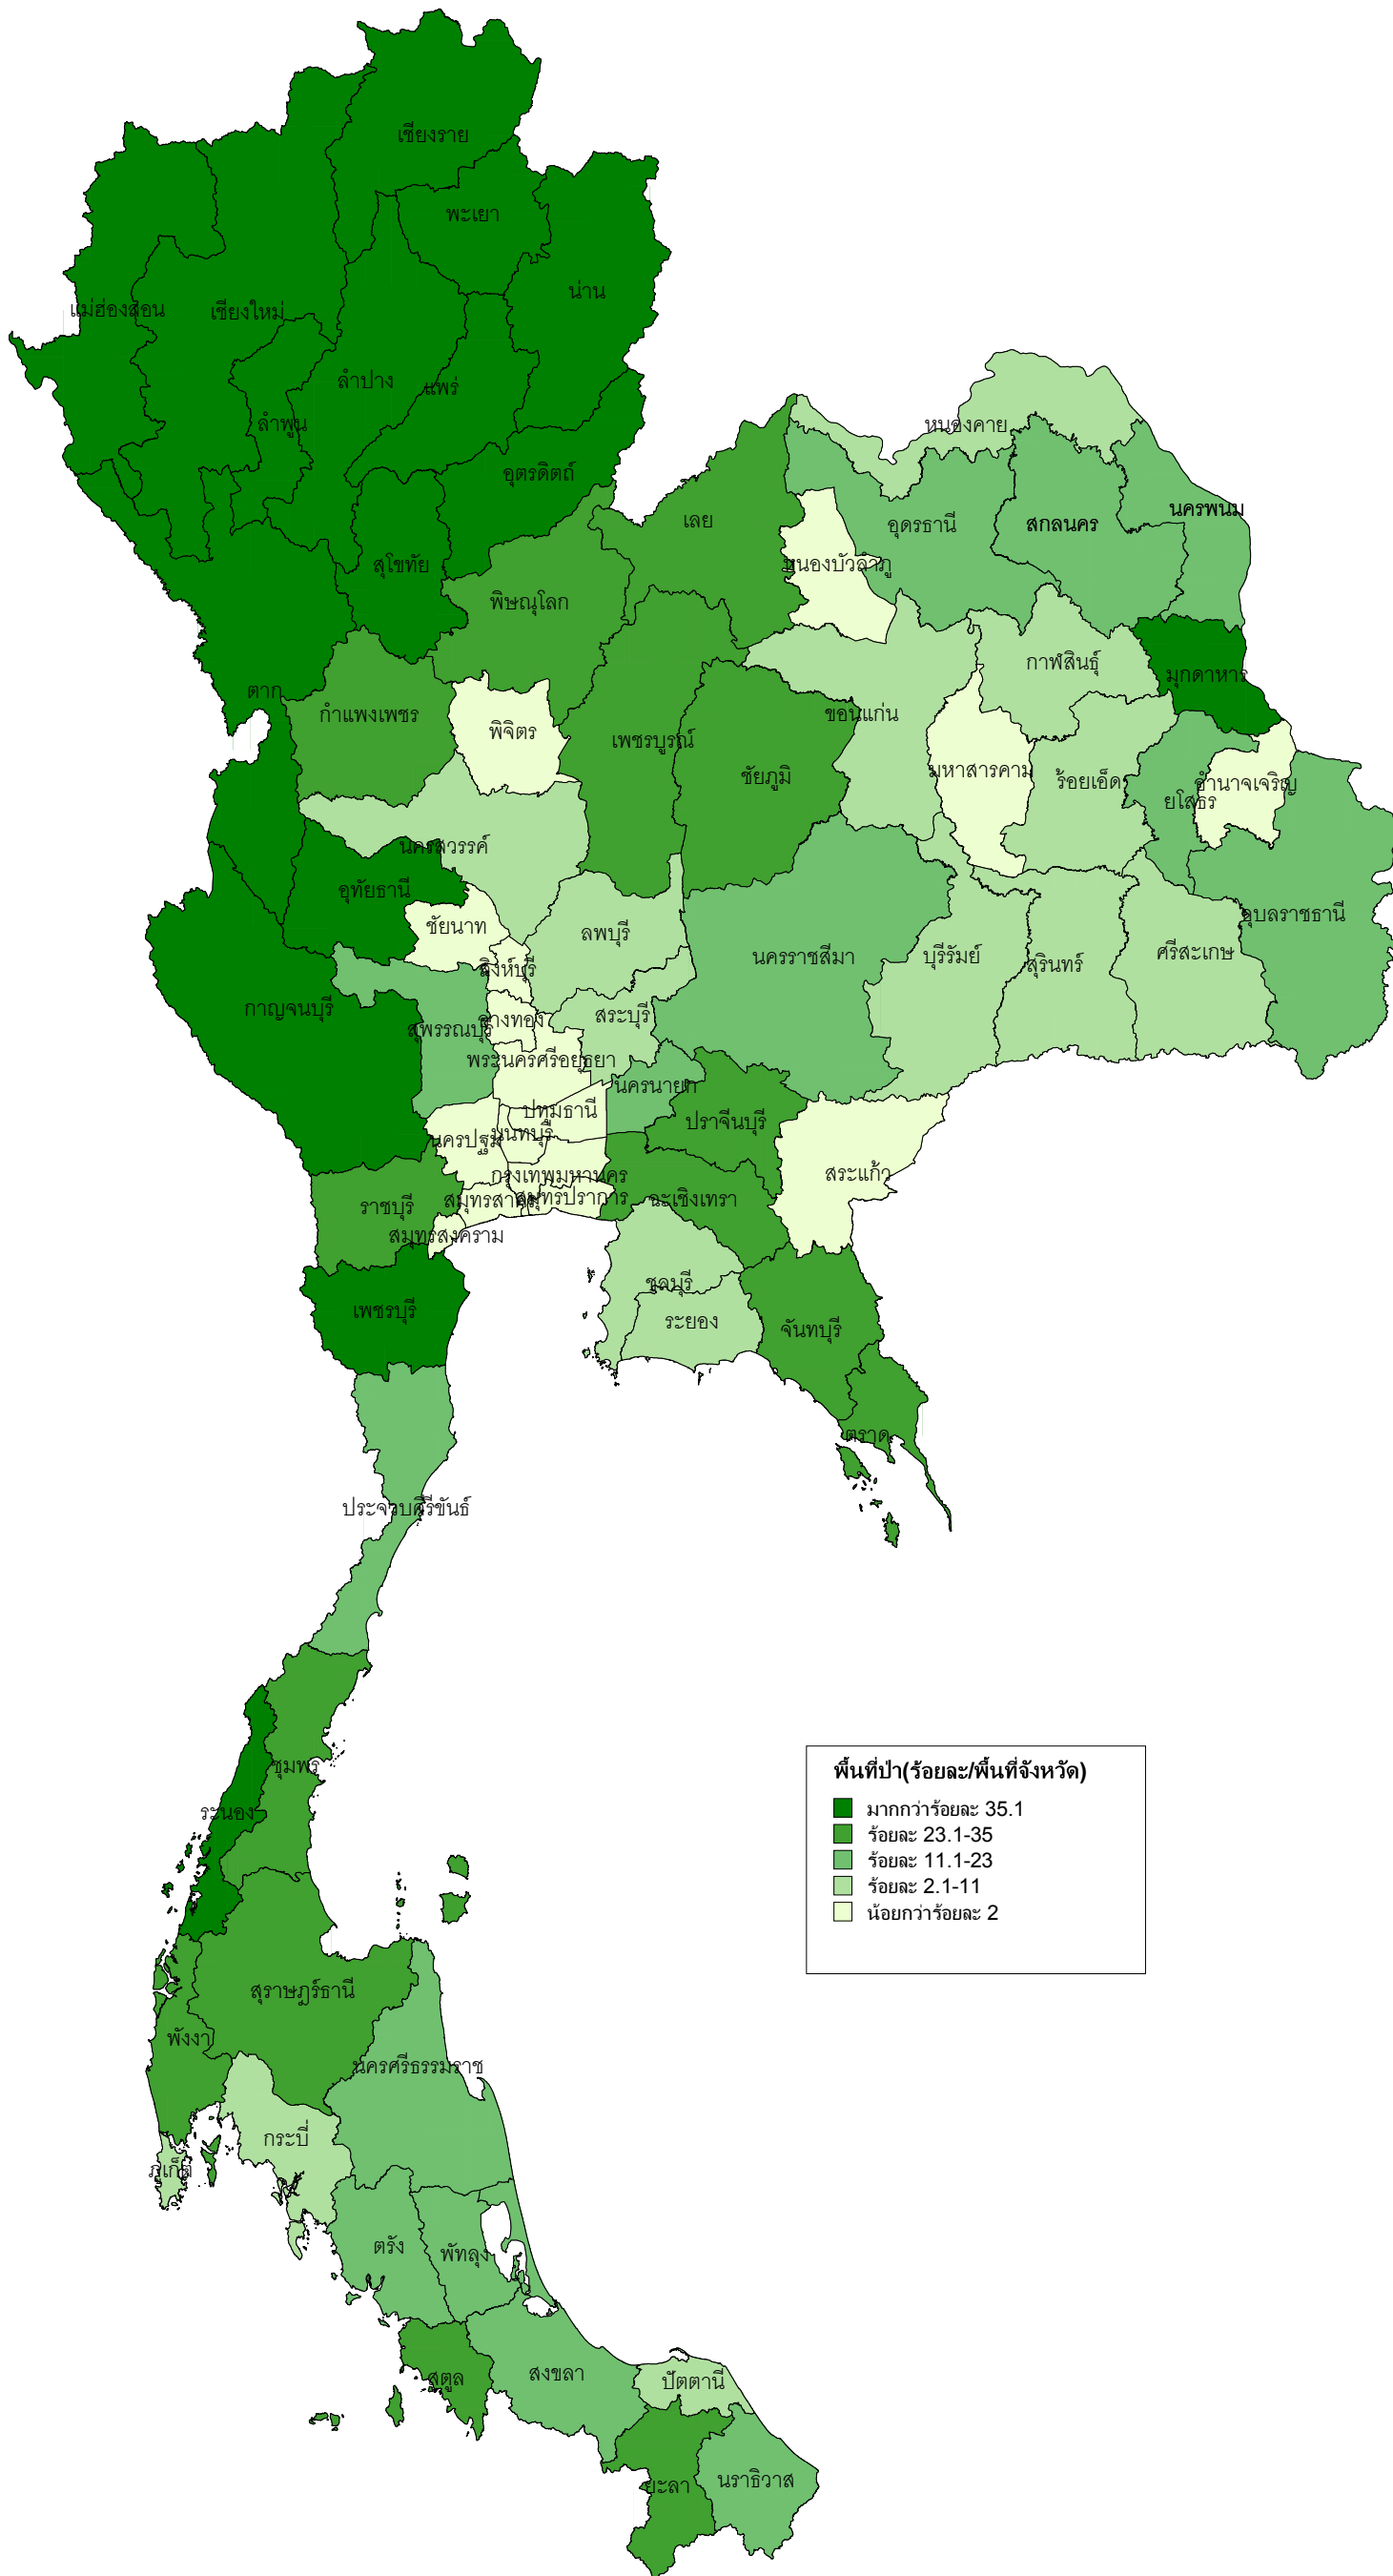 เชียงราย
พะเยา
น่าน
แม่ฮ่องสอน
เชียงใหม่
ลำปาง
แพร่
ลำพูน
หนองคาย
อุตรดิตถ์
นครพนม
เลย
อุดรธานี
สกลนคร
สุโขทัย
หนองบัวลำภู
พิษณุโลก
กาฬสินธุ์
มุกดาหาร
ตาก
กำแพงเพชร
ขอนแก่น
พิจิตร
เพชรบูรณ์
มหาสารคาม
ชัยภูมิ
ร้อยเอ็ด
อำนาจเจริญ
ยโสธร
นครสวรรค์
อุทัยธานี
อุบลราชธานี
ชัยนาท
ลพบุรี
ศรีสะเกษ
นครราชสีมา
บุรีรัมย์
สุรินทร์
สิงห์บุรี
กาญจนบุรี
สระบุรี
อ่างทอง
สุพรรณบุรี
พระนครศรีอยุธยา
นครนายก
ปทุมธานี
ปราจีนบุรี
นนทบุรี
นครปฐม
สระแก้ว
กรุงเทพมหานคร
ราชบุรี
สมุทรสาคร
สมุทรปราการ
ฉะเชิงเทรา
สมุทรสงคราม
ชลบุรี
เพชรบุรี
ระยอง
จันทบุรี
ตราด
ประจวบคีรีขันธ์
ชุมพร
ระนอง
พื้นที่ป่า(ร้อยละ/พื้นที่จังหวัด)
มากกว่าร้อยละ 35.1
ร้อยละ 23.1-35
ร้อยละ 11.1-23
ร้อยละ 2.1-11
น้อยกว่าร้อยละ 2
สุราษฎร์ธานี
พังงา
นครศรีธรรมราช
กระบี่
ภูเก็ต
ตรัง
พัทลุง
สตูล
สงขลา
ปัตตานี
ยะลา
นราธิวาส